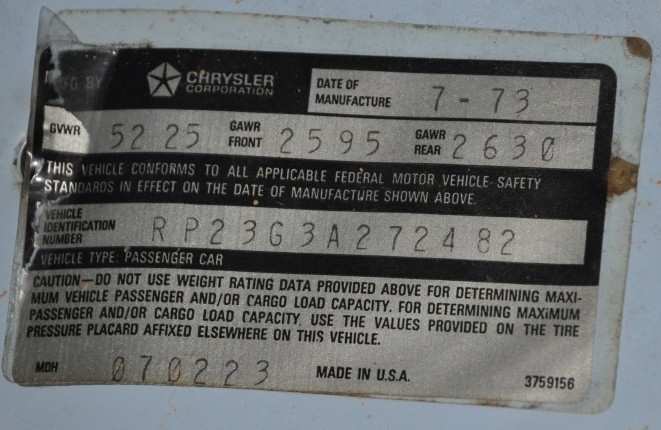 MFG BY CHRYSLER CORPORATION DATE OF MANUFACTURE 7-73
GVWR 5225 GAWR FRONT 2595 GAWR REAR 2630
THIS VEHICLE CONFORMS TO ALL APPLICABLE FEDERAL MOTOR VEHICLE SAFETY
STANDARDS IN EFFECT ON THE DATE OF MANUFACTURE SHOWN ABOVE.
VEHICLE IDENTIFICATION NUMBER RP23G3A272482
VEHICLE TYPE: PASSENGER CAR
CAUTION—DO NOT USE WEIGHT RATING DATA PROVIDED ABOVE FOR DETERMINING MAXI-
MUM VEHICLE PASSENGER AND/OR CARGO LOAD CAPACITY. FOR DETERMINING MAXIMUM
PASSENGER AND/OR CARGO LOAD CAPACITY, USE THE VALUES PROVIDED ON THE TIRE
PRESSURE PLACARD AFFIXED ELSEWHERE ON THIS VEHICLE.
MDH 070223 MADE IN U.S.A. 3759156